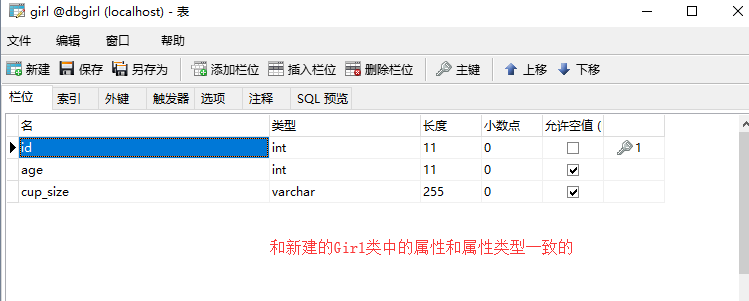 girl @dbgirl (localhost) - 表
文件 编辑 窗口 帮助
新建 保存 另存为 添加栏位 插入栏位 删除栏位 主键 上移 下移
栏位 索引 外键 触发器 选项 注释 SQL 预览
名 类型 长度 小数点 允许空值 (
id int 11 0 1
age int 11 0
cup_size varchar 255 0
和新建的Girl类中的属性和属性类型一致的